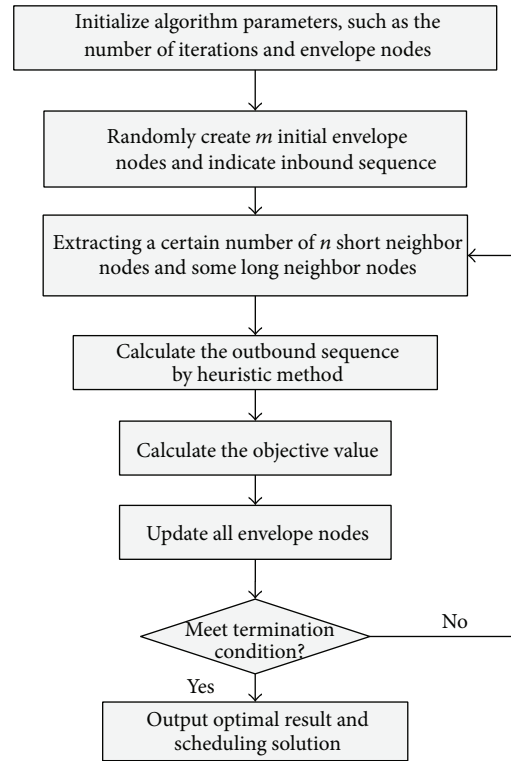 Initialize algorithm parameters, such as the
number of iterations and envelope nodes
Randomly create m initial envelope
nodes and indicate inbound sequence
Extracting a certain number of n short neighbor
nodes and some long neighbor nodes
Calculate the outbound sequence
by heuristic method
Calculate the objective value
Update all envelope nodes
Meet termination
condition?
No
Yes
Output optimal result and
scheduling solution